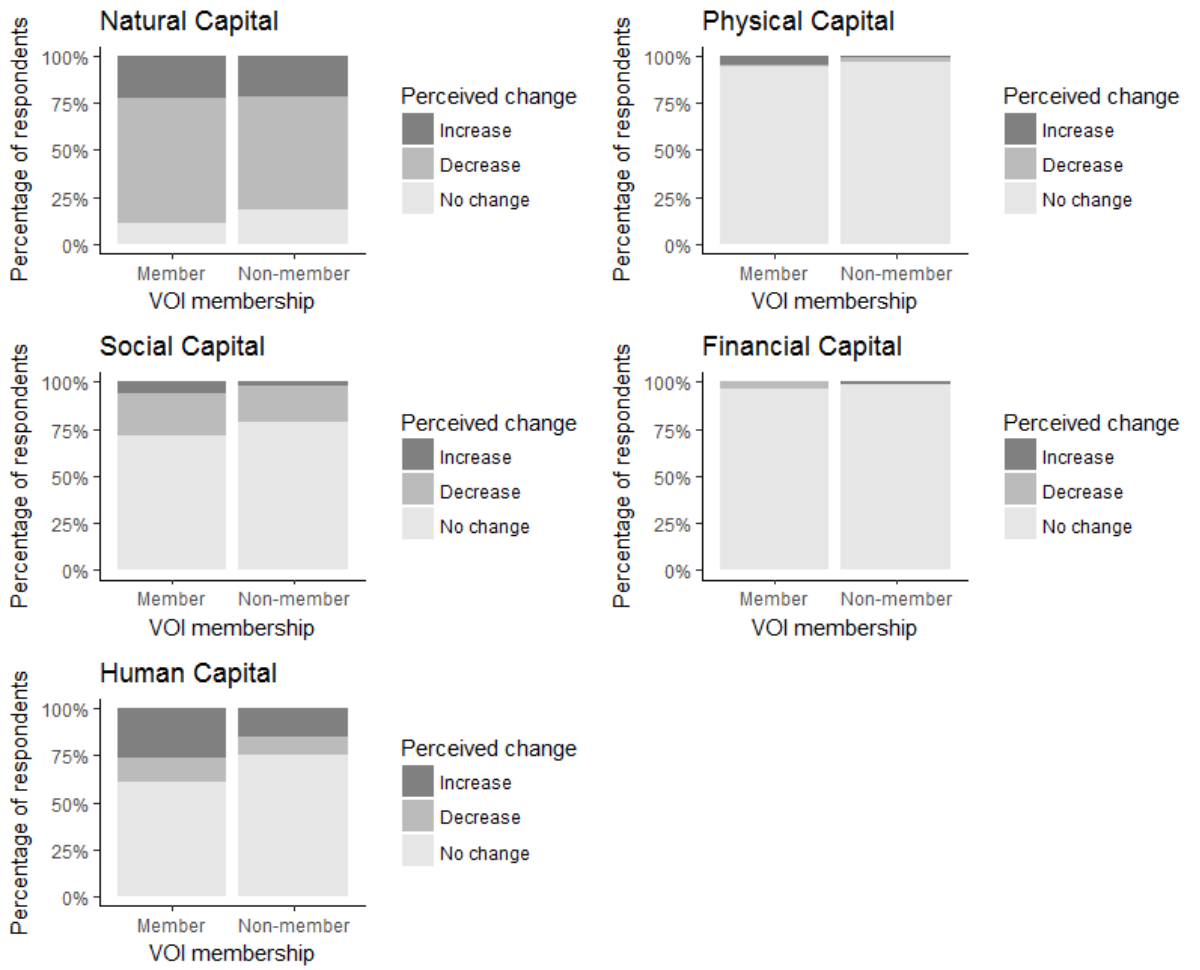 Natural Capital
Percentage of respondents
100%
75%
50%
25%
0%
Member Non-member
VOI membership
Perceived change
Increase
Decrease
No change
Physical Capital
Percentage of respondents
100%
75%
50%
25%
0%
Member Non-member
VOI membership
Perceived change
Increase
Decrease
No change
Social Capital
Percentage of respondents
100%
75%
50%
25%
0%
Member Non-member
VOI membership
Perceived change
Increase
Decrease
No change
Financial Capital
Percentage of respondents
100%
75%
50%
25%
0%
Member Non-member
VOI membership
Perceived change
Increase
Decrease
No change
Human Capital
Percentage of respondents
100%
75%
50%
25%
0%
Member Non-member
VOI membership
Perceived change
Increase
Decrease
No change